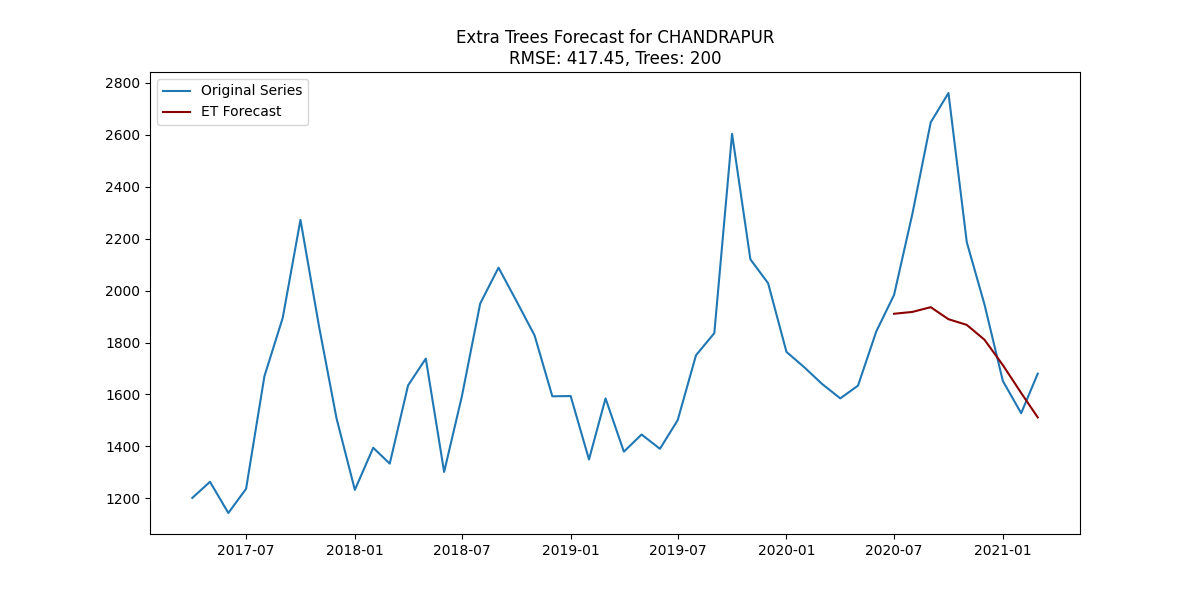 Extra Trees Forecast for CHANDRAPUR
RMSE: 417.45, Trees: 200
Original Series
ET Forecast
2800
2600
2400
2200
2000
1800
1600
1400
1200
2017-07 2018-01 2018-07 2019-01 2019-07 2020-01 2020-07 2021-01